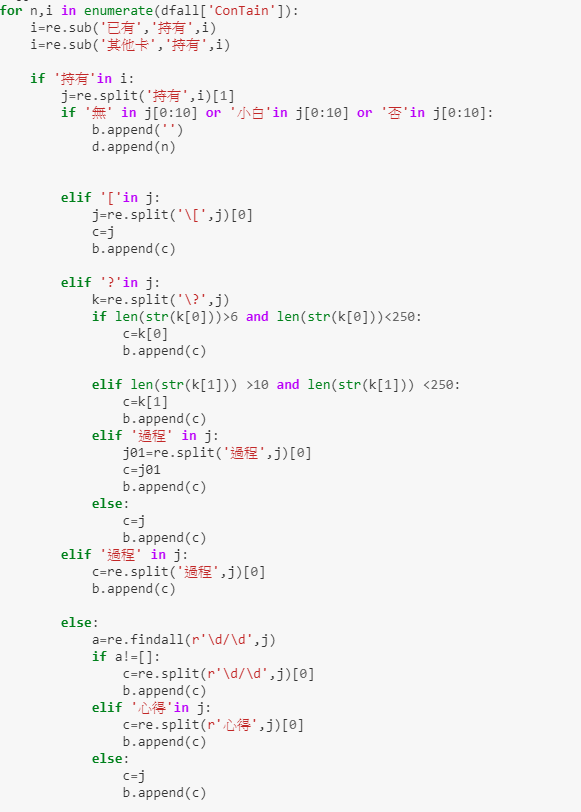 for n,i in enumerate(dfall['ConTain']):
    i=re.sub('已有','持有',i)
    i=re.sub('其他卡','持有',i)

    if '持有'in i:
        j=re.split('持有',i)[1]
        if '無' in j[0:10] or '小白'in j[0:10] or '否'in j[0:10]:
            b.append('')
            d.append(n)


        elif '['in j:
            j=re.split('\[',j)[0]
            c=j
            b.append(c)

        elif '?'in j:
            k=re.split('\?',j)
            if len(str(k[0]))>6 and len(str(k[0]))<250:
                c=k[0]
                b.append(c)

            elif len(str(k[1])) >10 and len(str(k[1])) <250:
                c=k[1]
                b.append(c)
            elif '過程' in j:
                j01=re.split('過程',j)[0]
                c=j01
                b.append(c)
            else:
                c=j
                b.append(c)
        elif '過程' in j:
            c=re.split('過程',j)[0]
            b.append(c)

        else:
            a=re.findall(r'\d/\d',j)
            if a!=[]:
                c=re.split(r'\d/\d',j)[0]
                b.append(c)
            elif '心得'in j:
                c=re.split(r'心得',j)[0]
                b.append(c)
            else:
                c=j
                b.append(c)